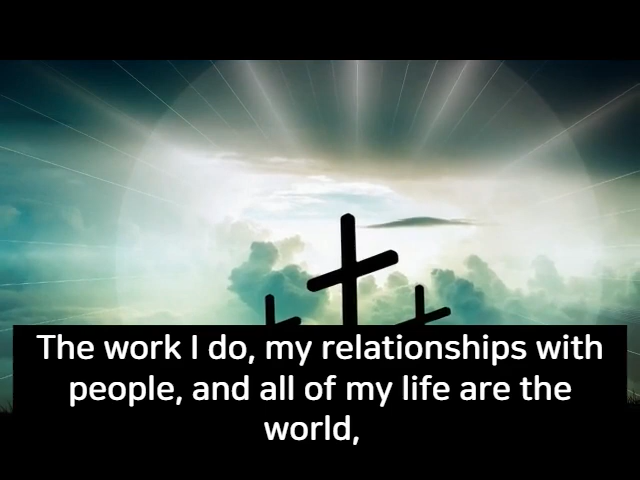 The work I do, my relationships with
people, and all of my life are the
world,